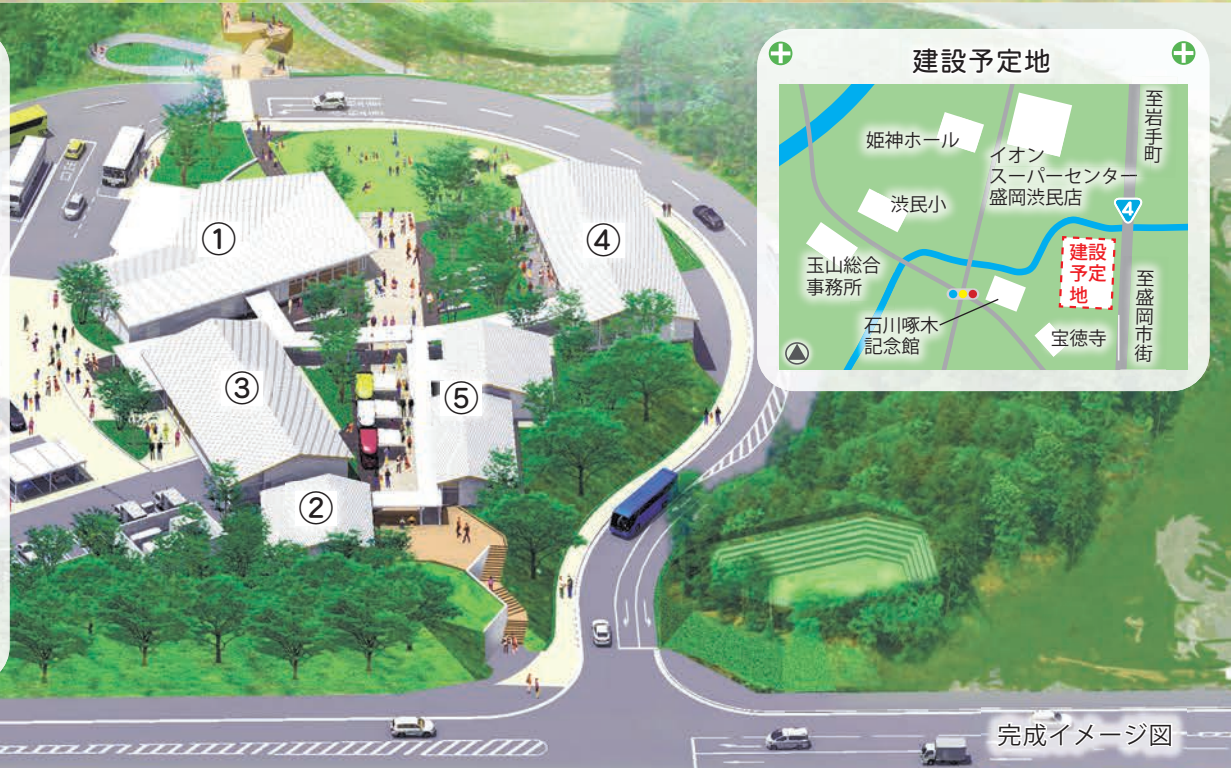 ①
④
③
⑤
②
建設予定地
至岩手町
姫神ホール
イオン
スーパーセンター
盛岡渋民店
渋民小
4
玉山総合
事務所
建設
予定
地
至盛岡市街
石川啄木
記念館
宝徳寺
完成イメージ図